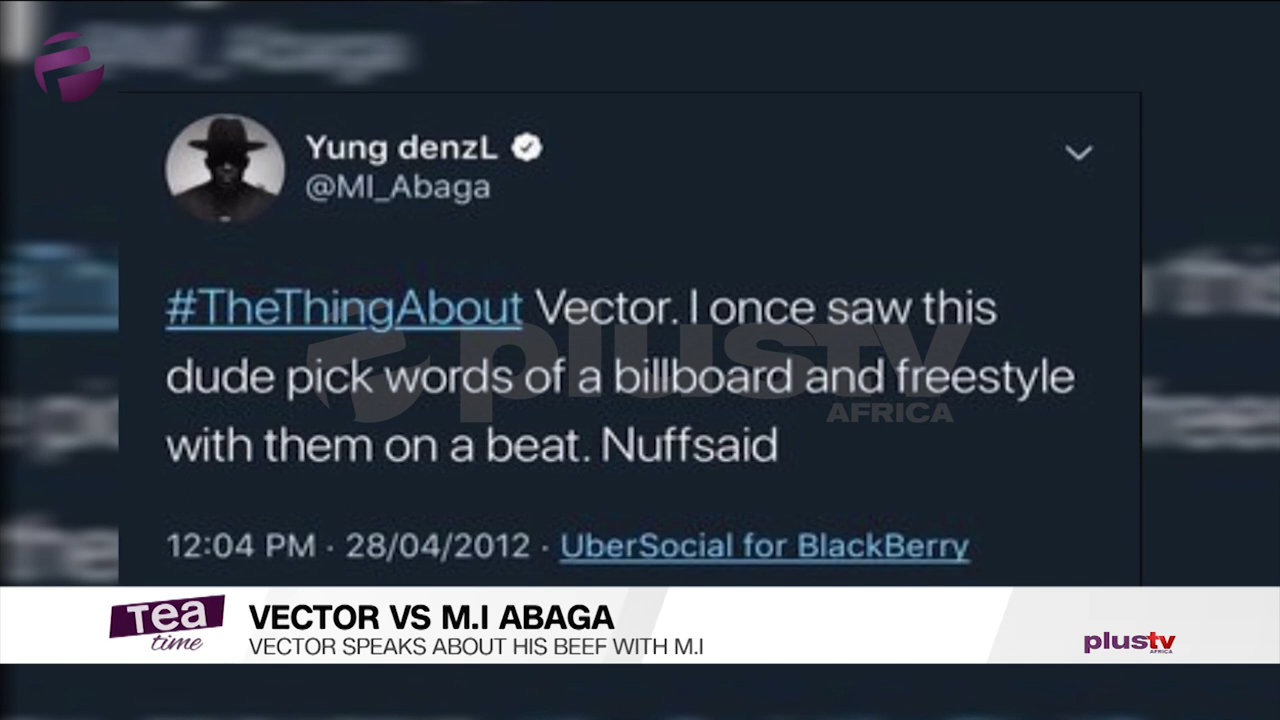 Yung denzL
@MI_Abaga
#TheThingAbout Vector. I once saw this
dude pick words of a billboard and freestyle
with them on a beat. Nuffsaid
plustv
AFRICA
12:04 PM · 28/04/2012 · UberSocial for BlackBerry
Tea
time
VECTOR VS M.I ABAGA
VECTOR SPEAKS ABOUT HIS BEEF WITH M.I
plustv
AFRICA